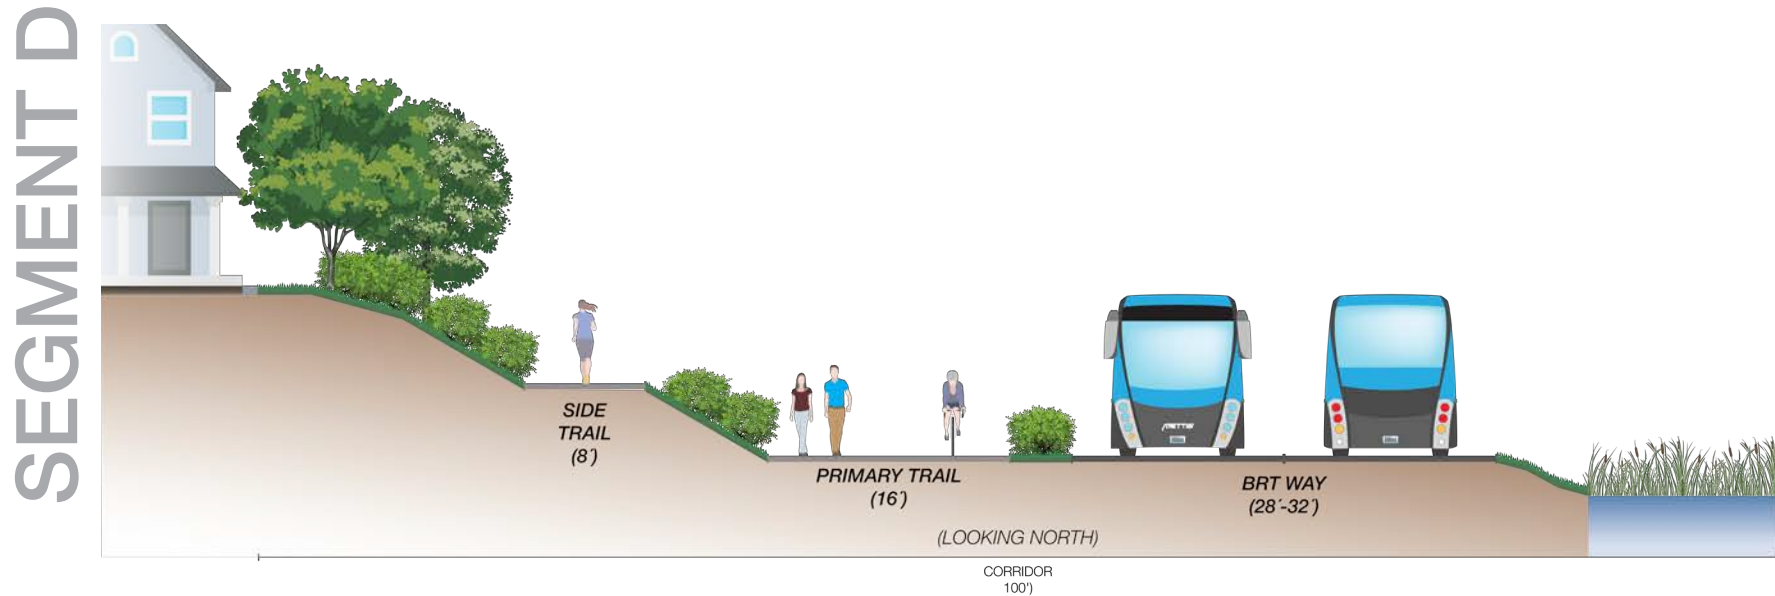 SEGMENT D
SIDE
TRAIL
(8')
PRIMARY TRAIL
(16')
BRT WAY
(28'-32')
(LOOKING NORTH)
CORRIDOR
100')